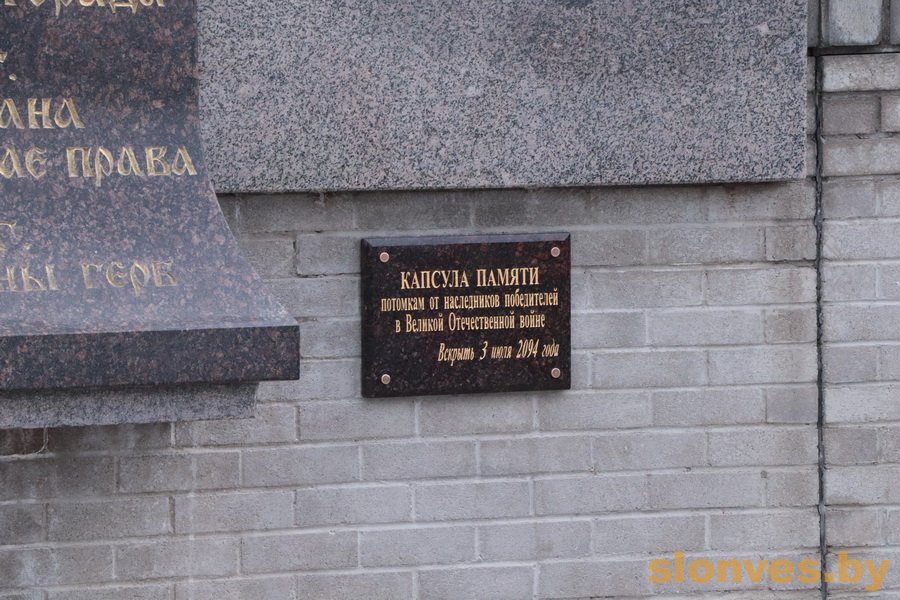 г.
ана
ае права
г.
ны герб
КАПСУЛА ПАМЯТИ
потомкам от наследников победителей
в Великой Отечественной войне
Вскрыть 3 июля 2094 года
slonves.by